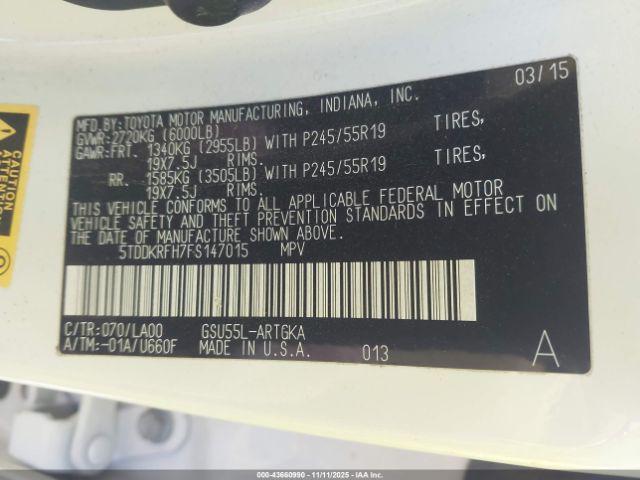 03/15
MFD.BY:TOYOTA MOTOR MANUFACTURING, INDIANA, INC.
GVWR:2720KG (6000LB)
GAWR:FRT. 1340KG (2955LB) WITH P245/55R19 TIRES,
19X7.5J RIMS.
RR. 1585KG (3505LB) WITH P245/55R19 TIRES,
19X7.5J RIMS.
THIS VEHICLE CONFORMS TO ALL APPLICABLE FEDERAL MOTOR
VEHICLE SAFETY AND THEFT PREVENTION STANDARDS IN EFFECT ON
THE DATE OF MANUFACTURE SHOWN ABOVE.
5TDDKRFH7FS147015 MPV
C/TR:070/LA00 GSU55L-ARTGKA
A/TM:-01A/U660F MADE IN U.S.A. 013 A
CAUTION
000-43660990 - 11/11/2025 - IAAI.COM